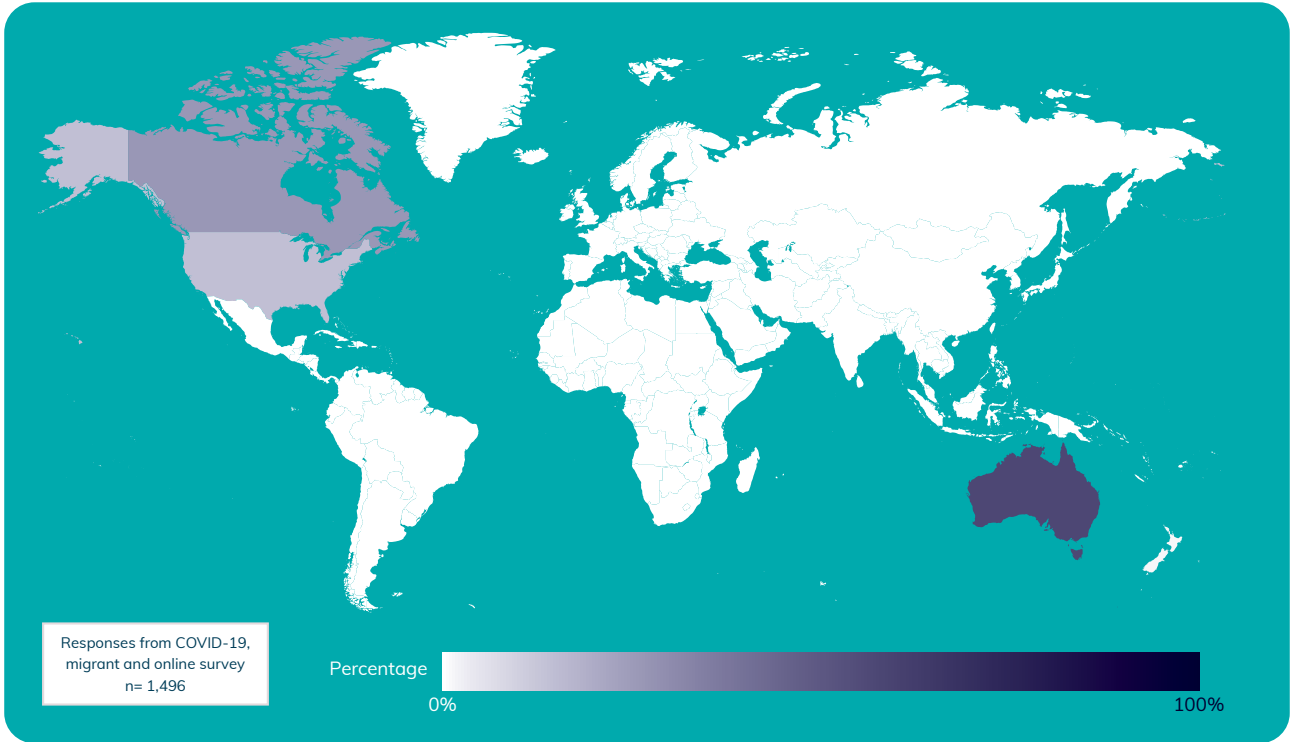 Responses from COVID-19,
migrant and online survey
n= 1,496
Percentage
0%
100%